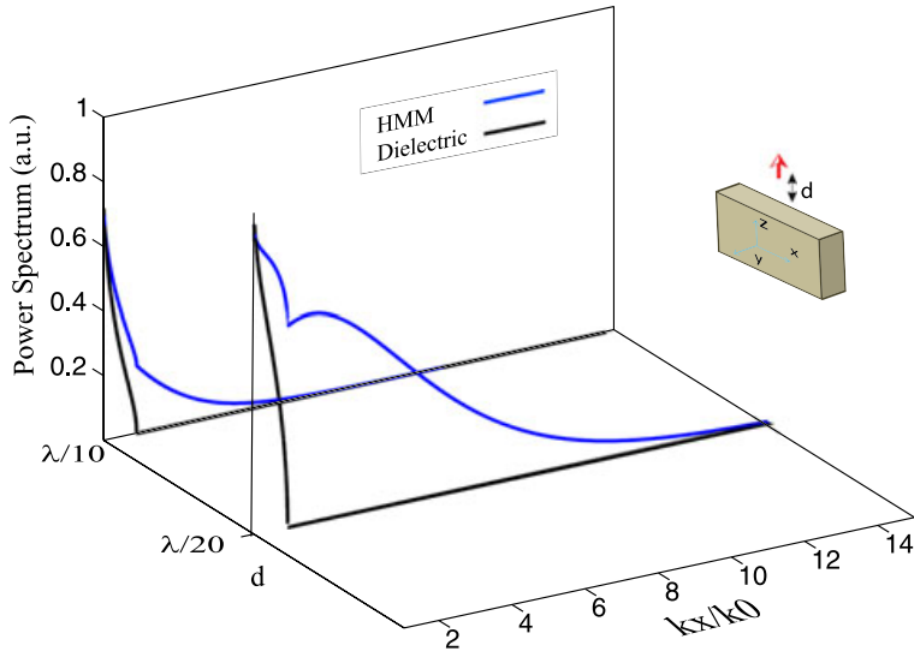 Power Spectrum (a.u.)
1
0.8
0.6
0.4
0.2
HMM
Dielectric
d
z
x
y
λ/10
λ/20
d
2
4
6
8
10
12
14
kx/k0